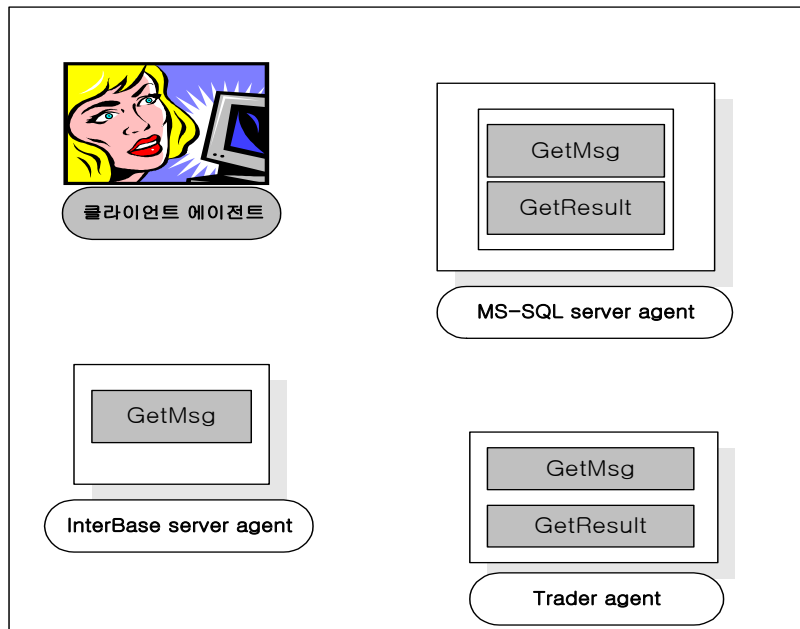 클라이언트 에이전트
GetMsg
GetResult
MS-SQL server agent
GetMsg
InterBase server agent
GetMsg
GetResult
Trader agent